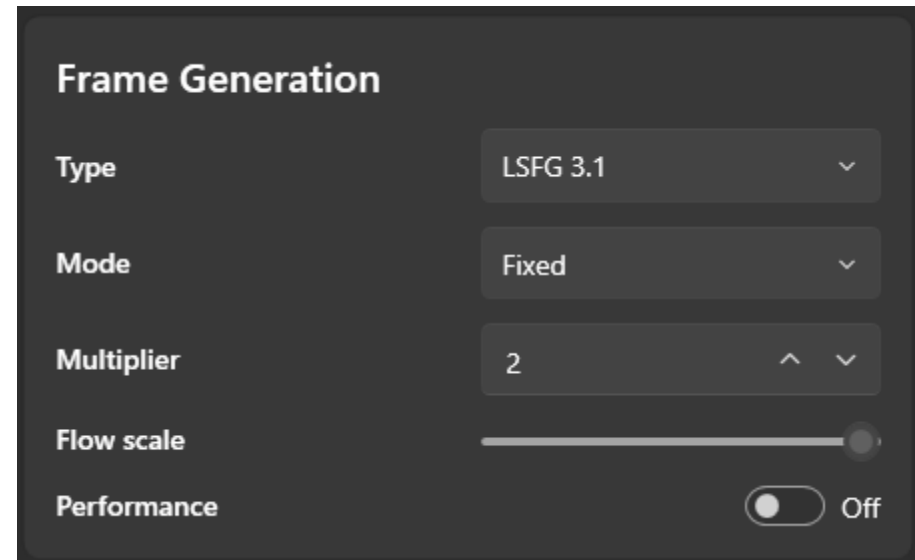 Frame Generation
Type LSFG 3.1
Mode Fixed
Multiplier 2
Flow scale
Performance Off